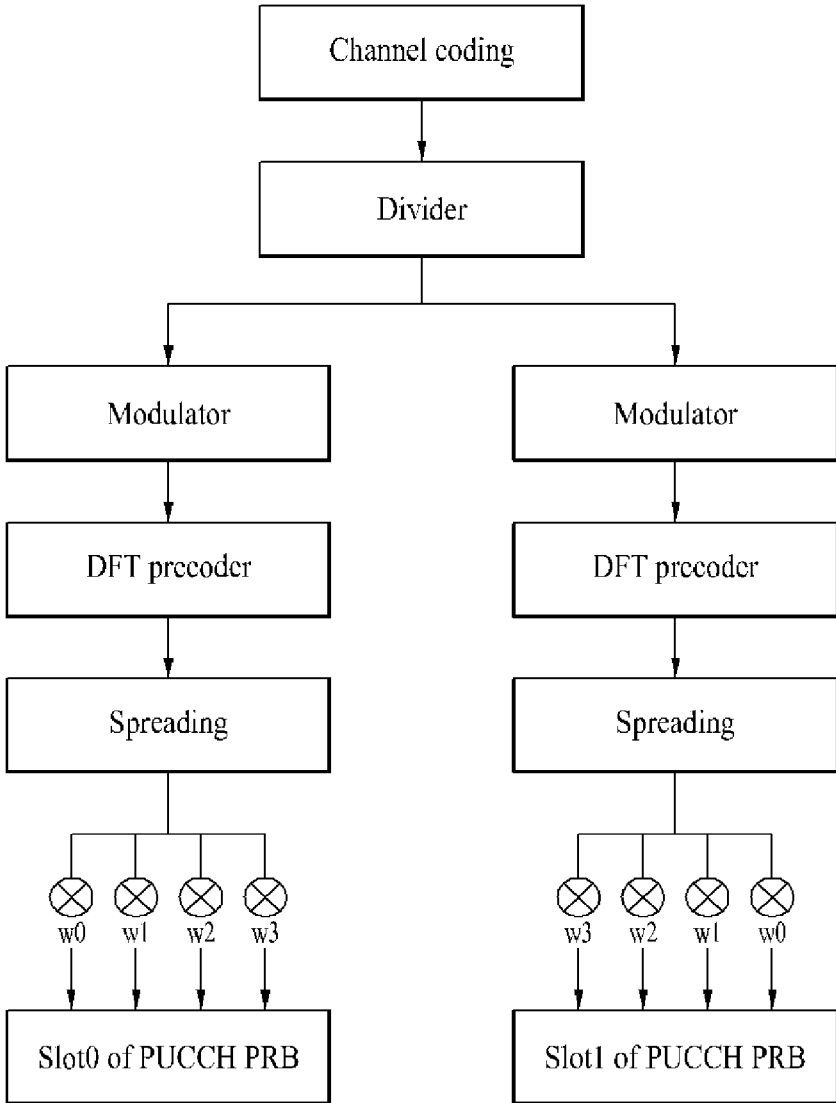 Channel coding
Divider
Modulator
Modulator
DFT precoder
DFT precoder
Spreading
Spreading
w0 w1 w2 w3
w3 w2 w1 w0
Slot0 of PUCCH PRB
Slot1 of PUCCH PRB